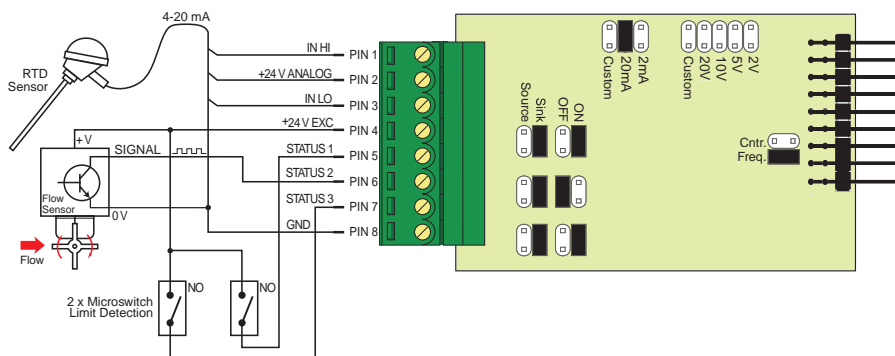 4-20 mA
RTD
Sensor
IN HI
PIN 1
+24 V ANALOG
PIN 2
IN LO
PIN 3
+24 V EXC
PIN 4
STATUS 1
PIN 5
STATUS 2
PIN 6
STATUS 3
PIN 7
GND
PIN 8
+ V
SIGNAL
Flow
Sensor
0 V
Flow
2 x Microswitch
Limit Detection
NO
NO
Custom
20mA
2mA
Custom
20V
10V
5V
2V
Source
Sink
OFF
ON
Cntr.
Freq.